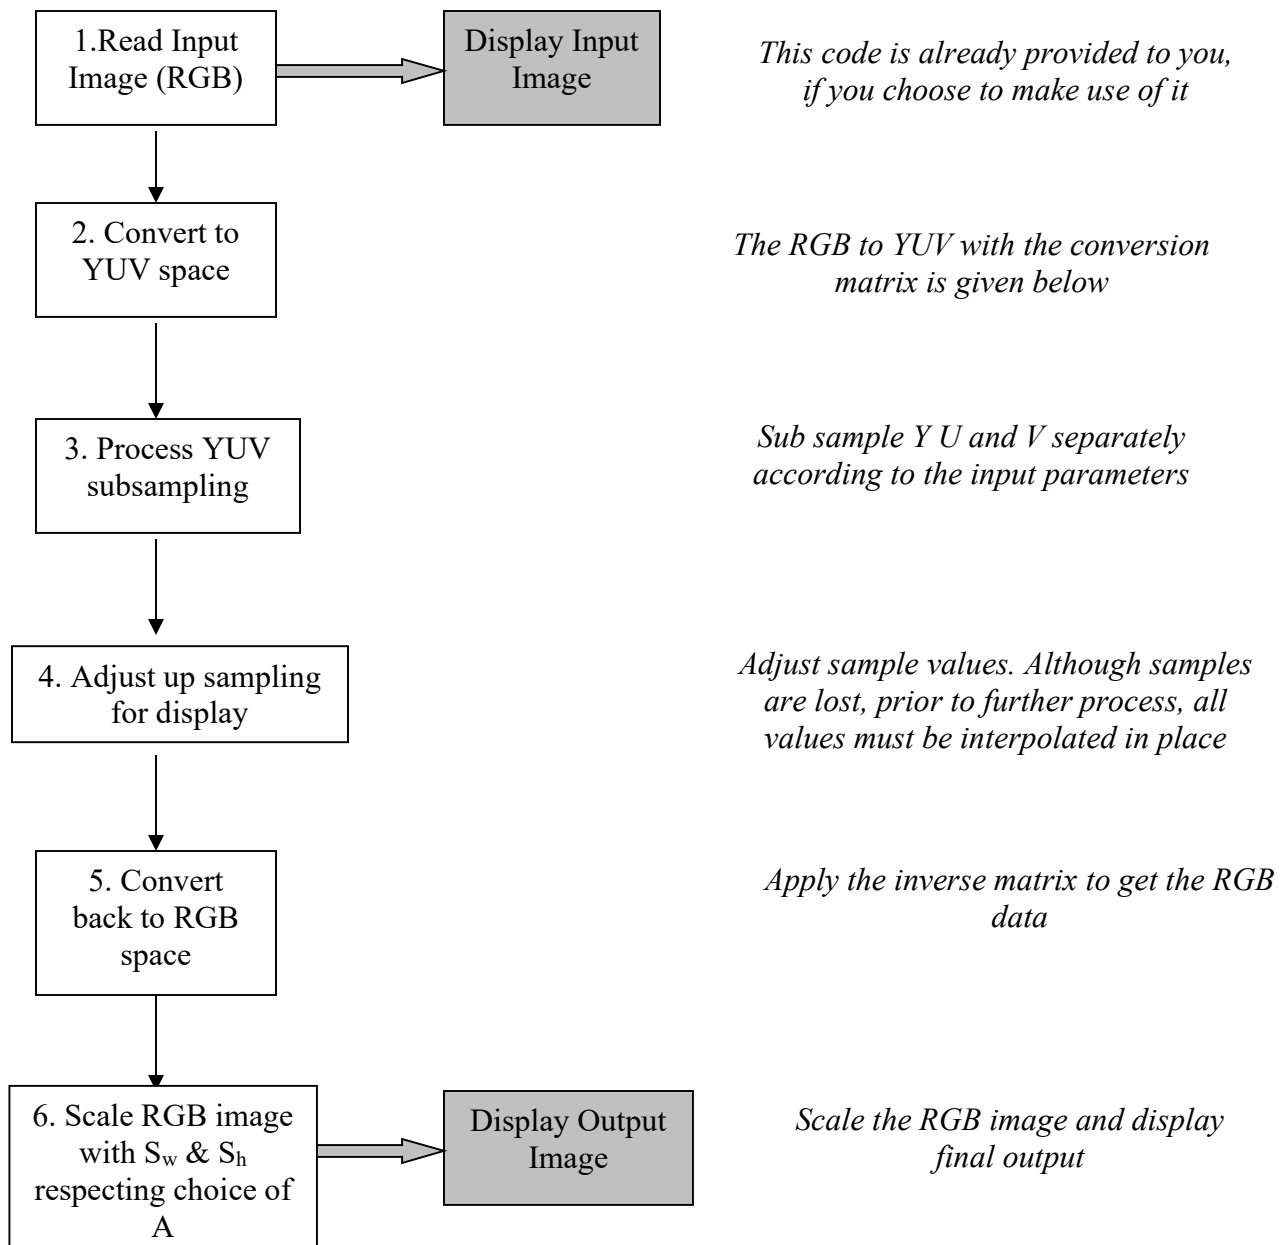 1.Read Input
Image (RGB)
Display Input
Image
This code is already provided to you,
if you choose to make use of it
2. Convert to
YUV space
The RGB to YUV with the conversion
matrix is given below
3. Process YUV
subsampling
Sub sample Y U and V separately
according to the input parameters
4. Adjust up sampling
for display
Adjust sample values. Although samples
are lost, prior to further process, all
values must be interpolated in place
5. Convert
back to RGB
space
Apply the inverse matrix to get the RGB
data
6. Scale RGB image
with Sw & Sh
respecting choice of
A
Display Output
Image
Scale the RGB image and display
final output